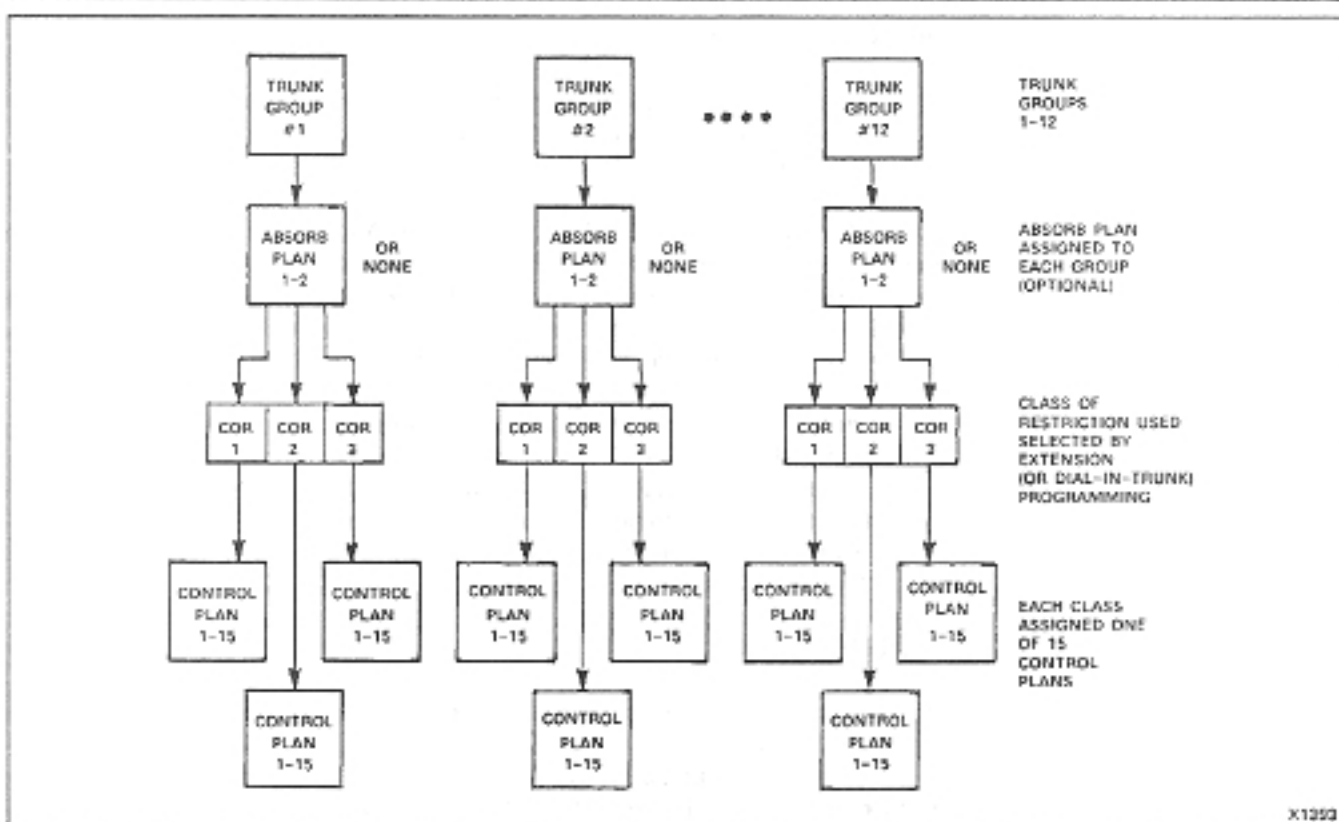 TRUNK
GROUP
#1
TRUNK
GROUP
#2
TRUNK
GROUP
#12
TRUNK
GROUPS
1-12
ABSORB
PLAN
1-2
OR
NONE
ABSORB
PLAN
1-2
OR
NONE
ABSORB
PLAN
1-2
OR
NONE
ABSORB PLAN
ASSIGNED TO
EACH GROUP
(OPTIONAL)
COR
1
COR
2
COR
3
COR
1
COR
2
COR
3
COR
1
COR
2
COR
3
CLASS OF
RESTRICTION USED
SELECTED BY
EXTENSION
(OR DIAL-IN-TRUNK)
PROGRAMMING
CONTROL
PLAN
1-15
CONTROL
PLAN
1-15
CONTROL
PLAN
1-15
CONTROL
PLAN
1-15
CONTROL
PLAN
1-15
CONTROL
PLAN
1-15
EACH CLASS
ASSIGNED ONE
OF 15
CONTROL
PLANS
CONTROL
PLAN
1-15
CONTROL
PLAN
1-15
CONTROL
PLAN
1-15
X1393